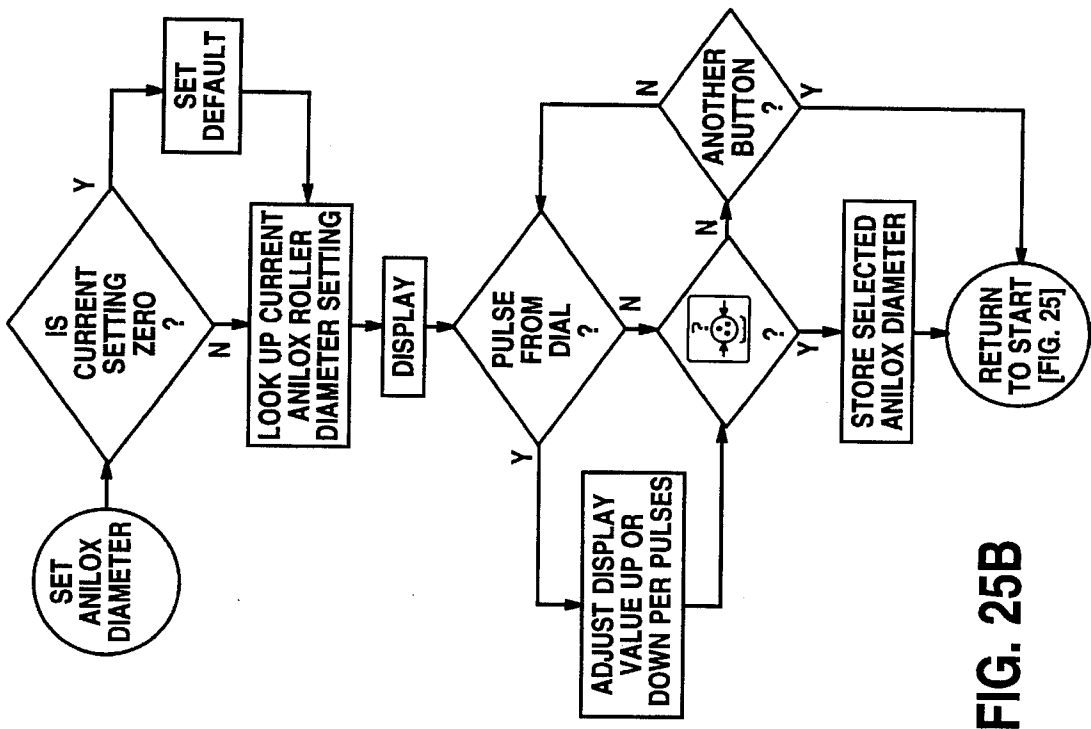 SET
ANILOX
DIAMETER
IS
CURRENT
SETTING
ZERO
?
Y
N
SET
DEFAULT
LOOK UP CURRENT
ANILOX ROLLER
DIAMETER SETTING
DISPLAY
PULSE
FROM
DIAL
?
Y
N
ADJUST DISPLAY
VALUE UP OR
DOWN PER PULSES
?
?
N
Y
ANOTHER
BUTTON
?
N
Y
STORE SELECTED
ANILOX DIAMETER
RETURN
TO START
[FIG. 25]
FIG. 25B